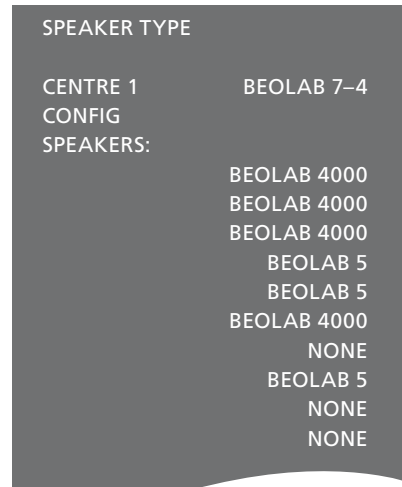 SPEAKER TYPE
CENTRE 1 BEOLAB 7–4
CONFIG
SPEAKERS:
BEOLAB 4000
BEOLAB 4000
BEOLAB 4000
BEOLAB 5
BEOLAB 5
BEOLAB 4000
NONE
BEOLAB 5
NONE
NONE